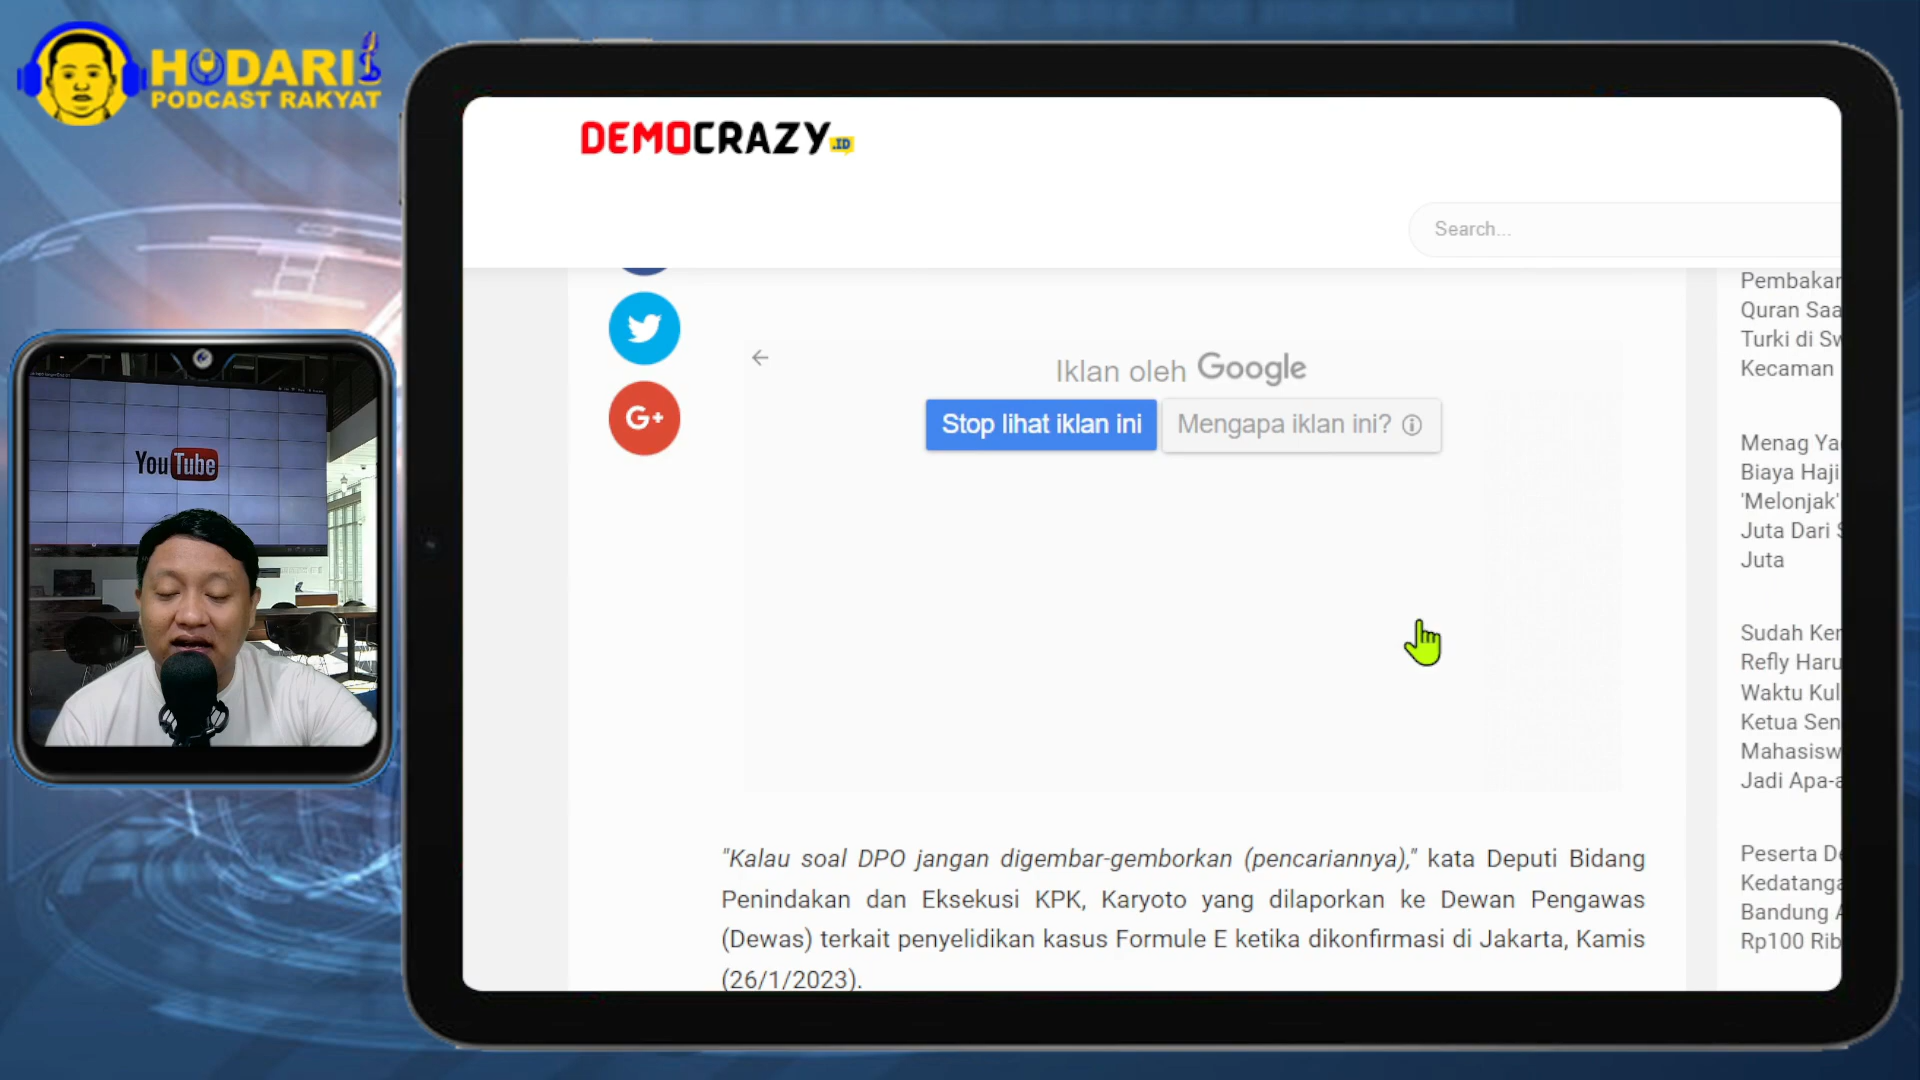 HODARI
PODCAST RAKYAT
DEMOCRAZY.ID
Search...
G+
Iklan oleh Google
Stop lihat iklan ini
Mengapa iklan ini?
YouTube
"Kalau soal DPO jangan digembar-gemborkan (pencariannya)," kata Deputi Bidang
Penindakan dan Eksekusi KPK, Karyoto yang dilaporkan ke Dewan Pengawas
(Dewas) terkait penyelidikan kasus Formule E ketika dikonfirmasi di Jakarta, Kamis
(26/1/2023).
Pembakar
Quran Saa
Turki di Sw
Kecaman
Menag Ya
Biaya Haji
'Melonjak'
Juta Dari
Juta
Sudah Ker
Refly Haru
Waktu Kul
Ketua Sen
Mahasisw
Jadi Apa-a
Peserta De
Kedatanga
Bandung
Rp100 Rib